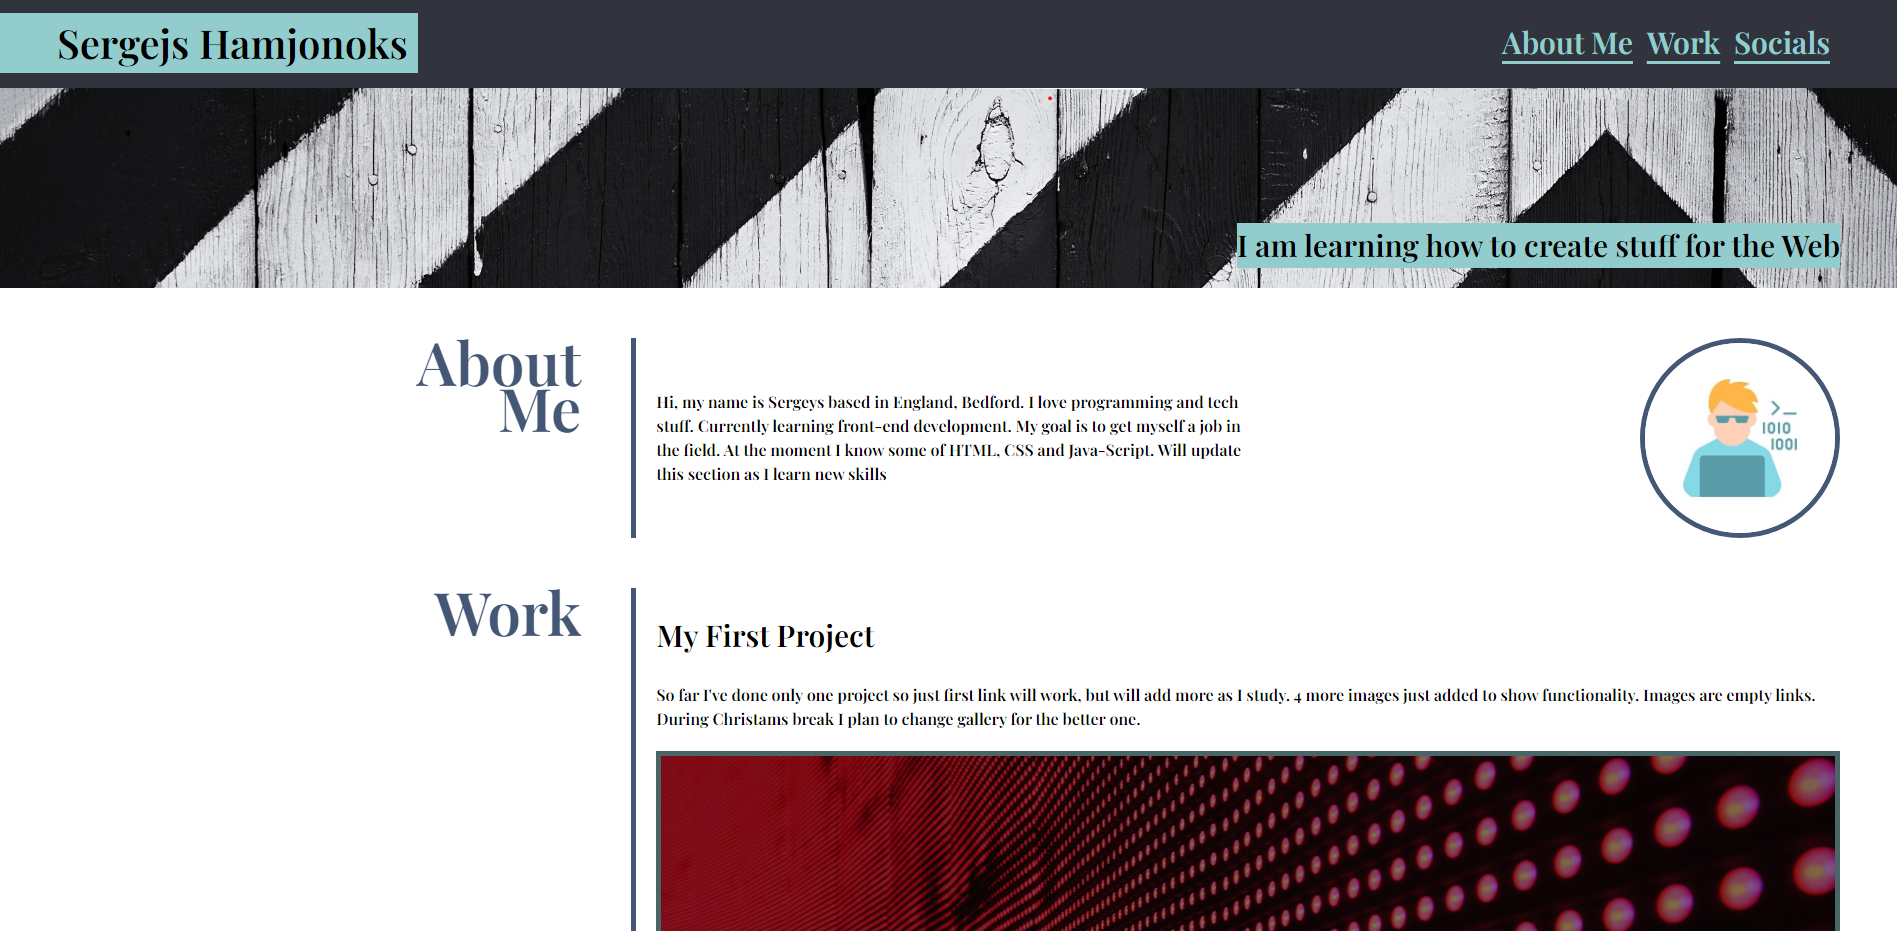 Sergejs Hamjonoks
About Me Work Socials
I am learning how to create stuff for the Web
About
Me
Hi, my name is Sergeys based in England, Bedford. I love programming and tech
stuff. Currently learning front-end development. My goal is to get myself a job in
the field. At the moment I know some of HTML, CSS and Java-Script. Will update
this section as I learn new skills
>_
1010
1001
Work
My First Project
So far I've done only one project so just first link will work, but will add more as I study. 4 more images just added to show functionality. Images are empty links.
During Christams break I plan to change gallery for the better one.